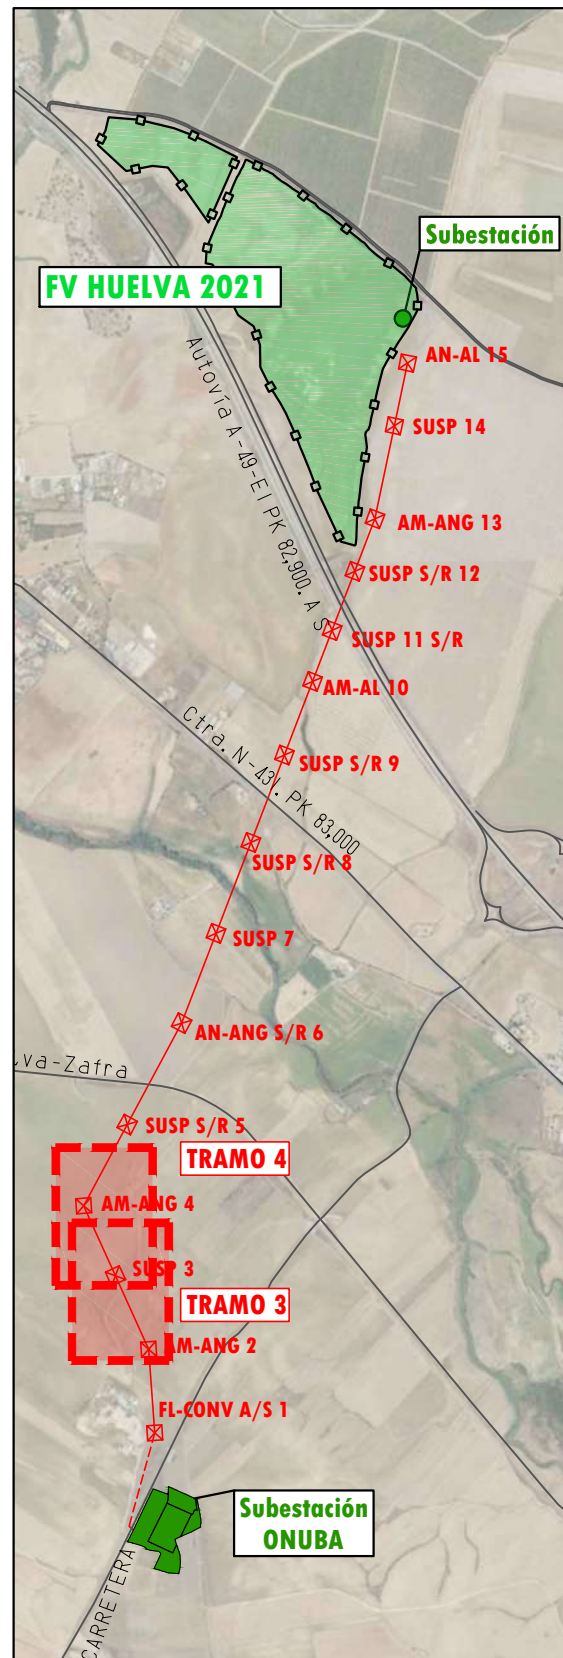 Subestación
FV HUELVA 2021
AN-AL 15
Autovía A-49-El PK 82,900. A S
SUSP 14
AM-ANG 13
SUSP S/R 12
SUSP 11 S/R
AM-AL 10
Ctra. N-431. PK 83,000
SUSP S/R 9
SUSP S/R 8
SUSP 7
AN-ANG S/R 6
lva-Zafra
SUSP S/R 5
TRAMO 4
AM-ANG 4
SUSP 3
TRAMO 3
AM-ANG 2
FL-CONV A/S 1
Subestación
ONUBA
CARRETERA